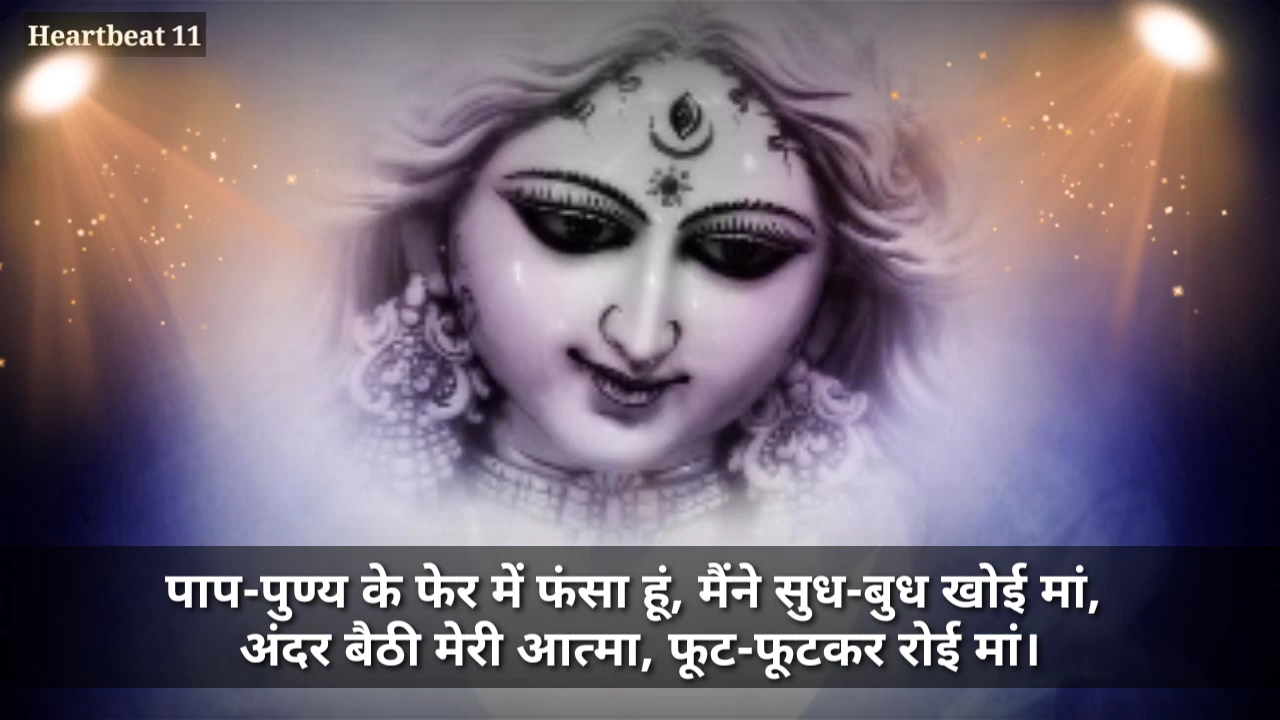 Heartbeat 11
पाप-पुण्य के फेर में फंसा हूं, मैंने सुध-बुध खोई मां,
अंदर बैठी मेरी आत्मा, फूट-फूटकर रोई मां।